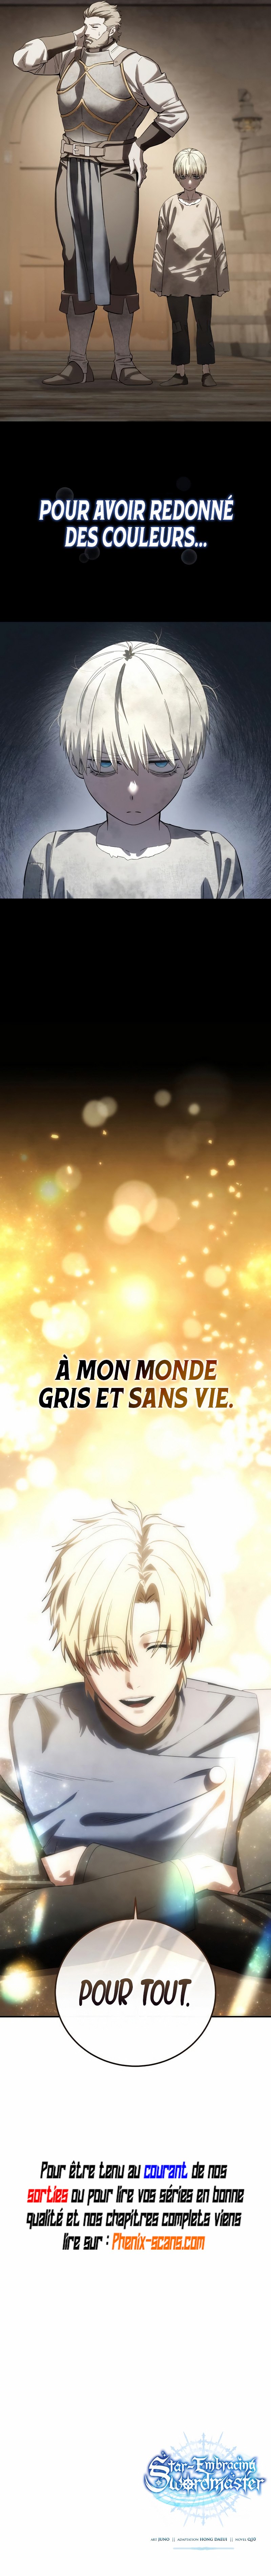 POUR AVOIR REDONNÉ
DES COULEURS...
À MON MONDE
GRIS ET SANS VIE.
POUR TOUT.
Pour être tenu au courant de nos
sorties ou pour lire vos séries en bonne
qualité et nos chapitres complets viens
lire sur : Phenix-scans.com
Star-Embracing
Swordmaster
ART JUNO || ADAPTATION HONG DAESI || NOVEL Q10